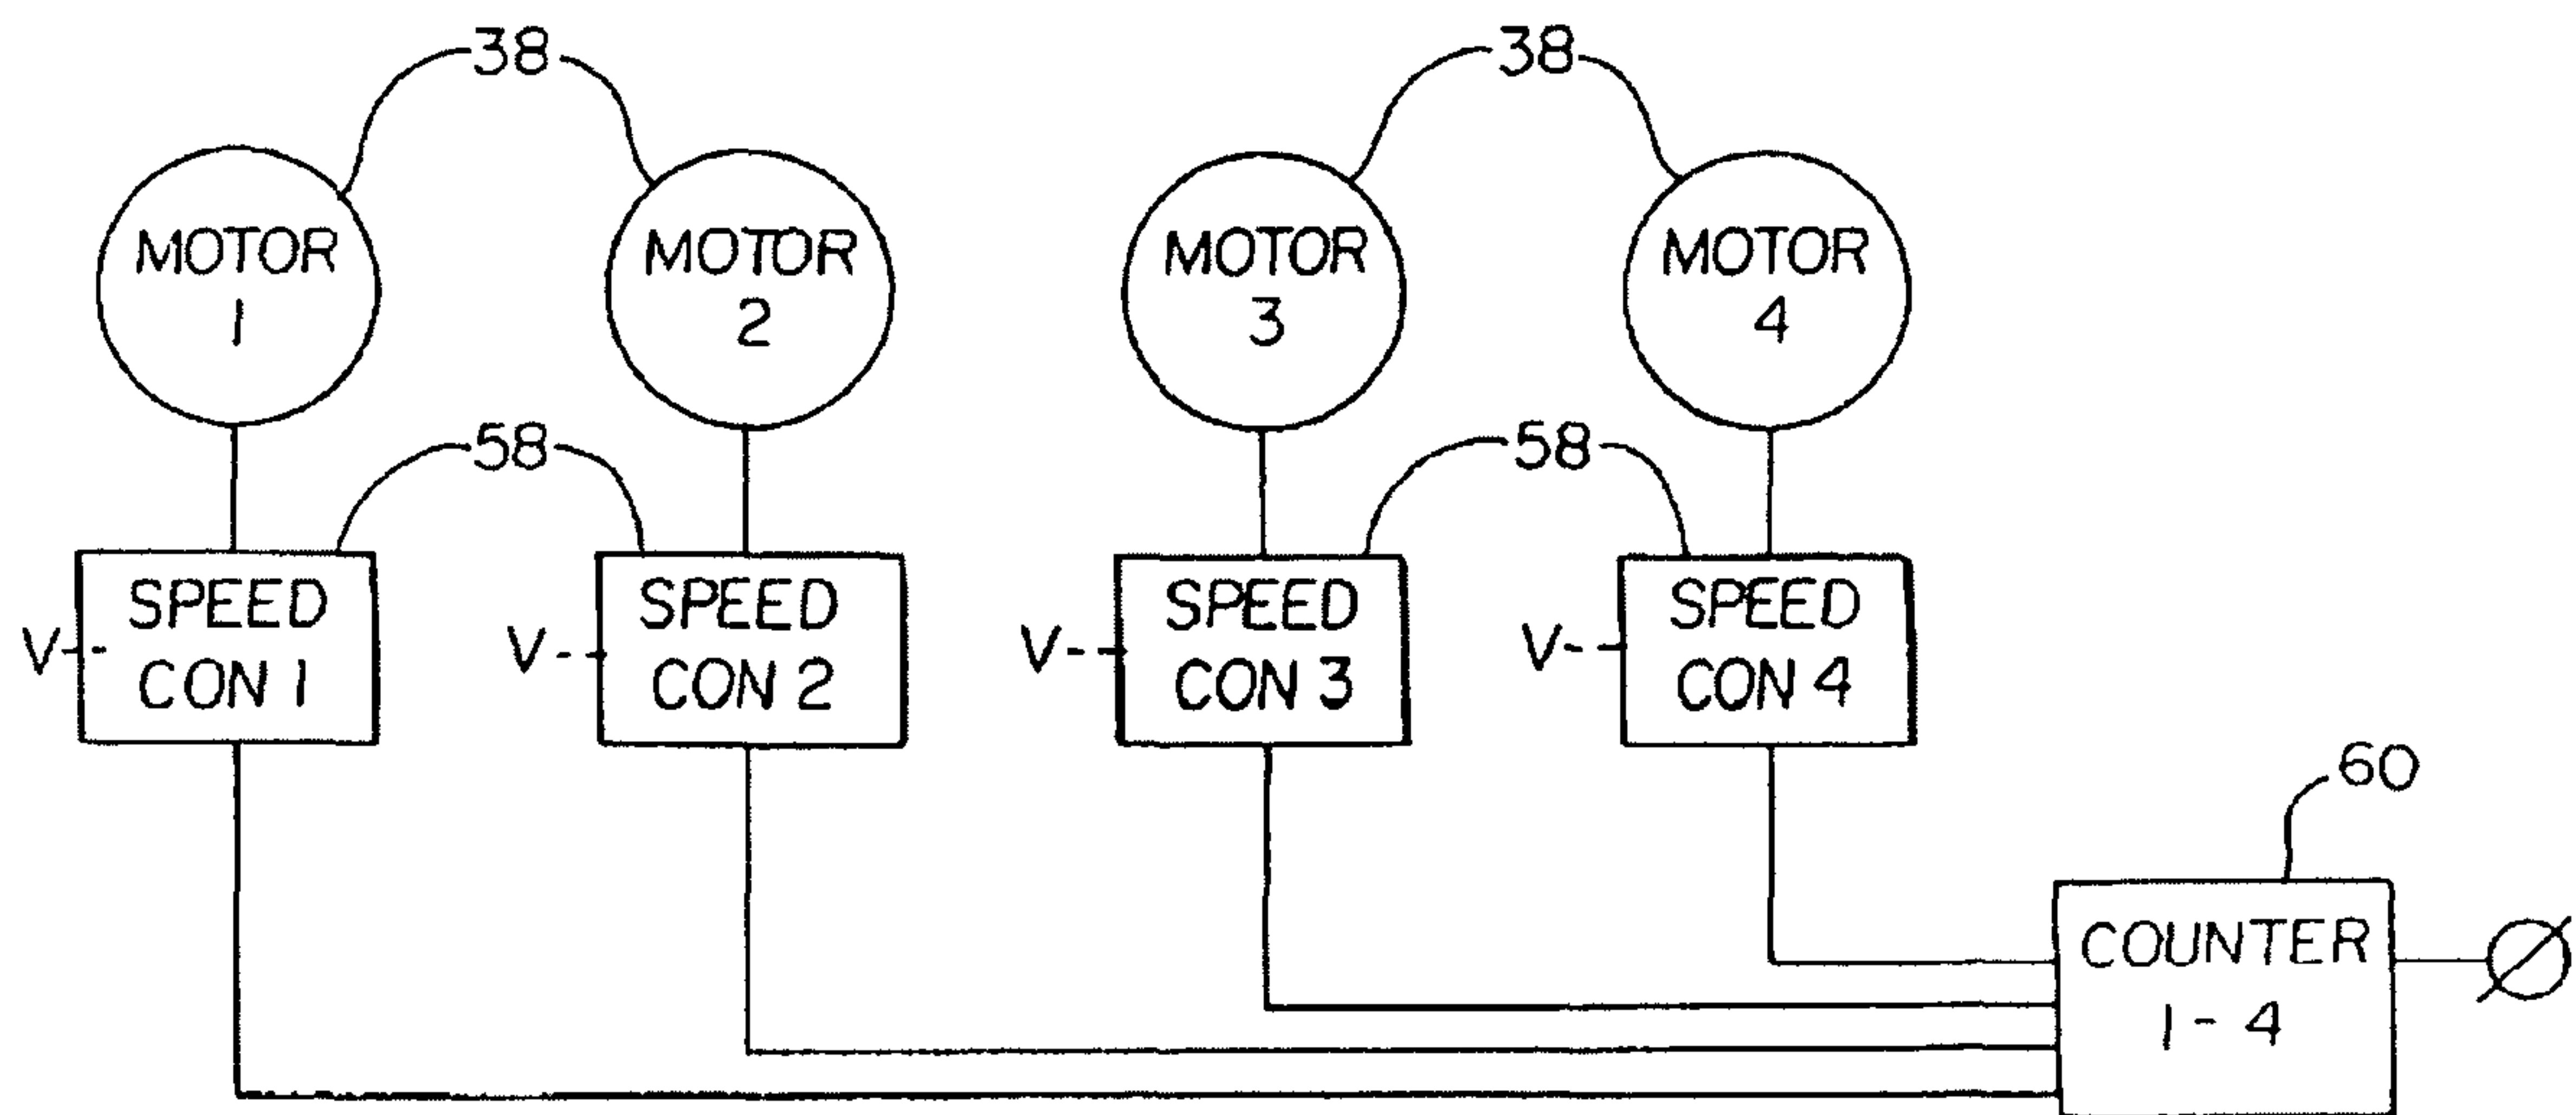 38
38
MOTOR
1
MOTOR
2
MOTOR
3
MOTOR
4
58
58
V
SPEED
CON 1
V
SPEED
CON 2
V
SPEED
CON 3
V
SPEED
CON 4
60
COUNTER
1-4